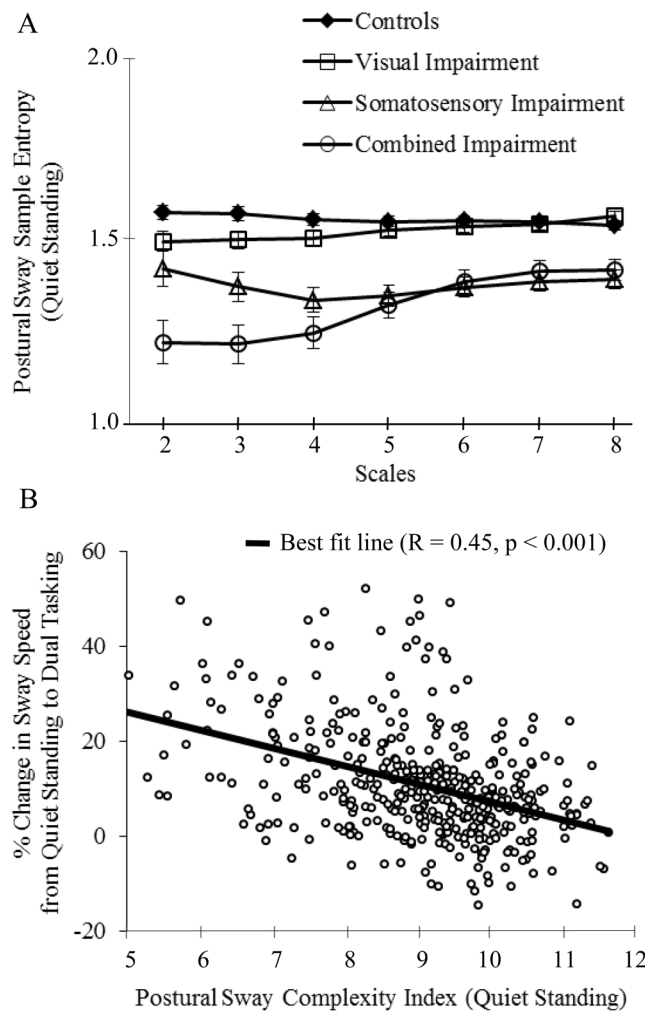 A
Controls
Visual Impairment
Somatosensory Impairment
Combined Impairment
Postural Sway Sample Entropy
(Quiet Standing)
2.0
1.5
1.0
2 3 4 5 6 7 8
Scales
B
Best fit line (R = 0.45, p < 0.001)
% Change in Sway Speed
from Quiet Standing to Dual Tasking
60
40
20
0
-20
5 6 7 8 9 10 11 12
Postural Sway Complexity Index (Quiet Standing)